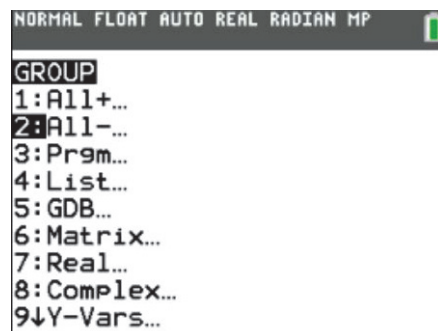 NORMAL FLOAT AUTO REAL RADIAN MP
GROUP
1:All+…
2:All-…
3:Prgm…
4:List…
5:GDB…
6:Matrix…
7:Real…
8:Complex…
9↓Y-Vars…